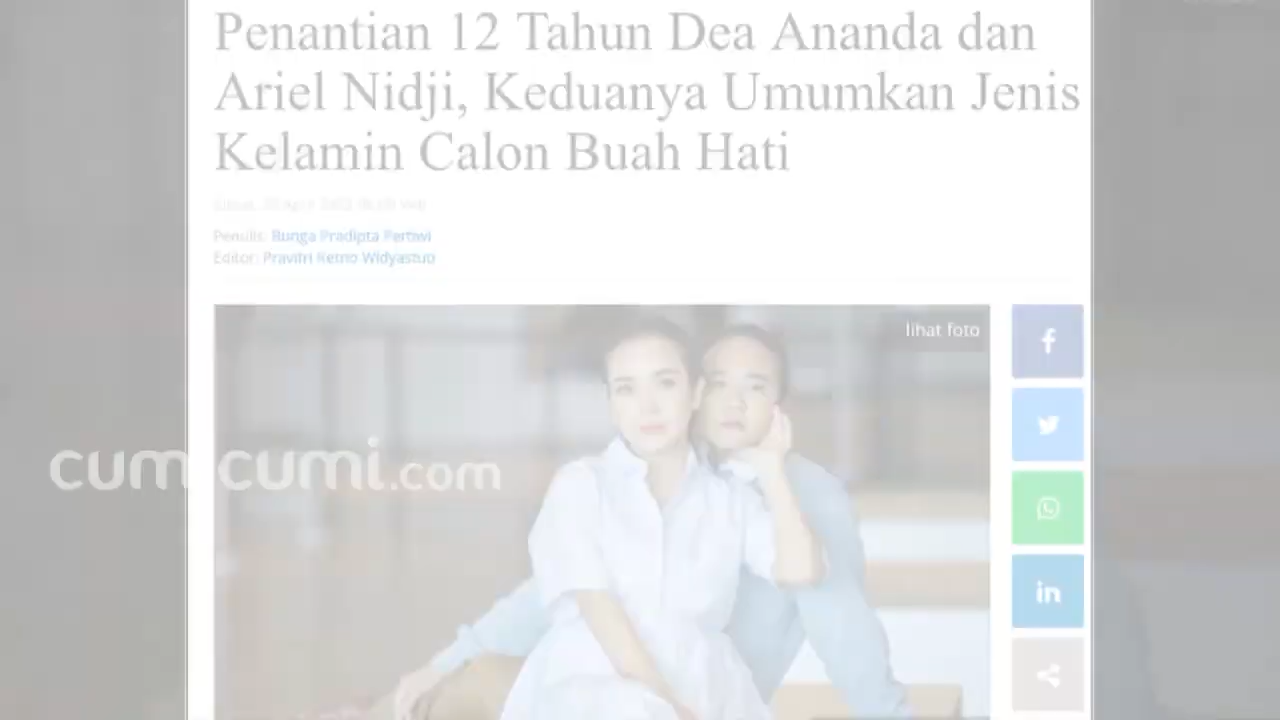 Penantian 12 Tahun Dea Ananda dan
Ariel Nidji, Keduanya Umumkan Jenis
Kelamin Calon Buah Hati
Penulis: Bunga Pradipta Pertiwi
Editor: Pravitri Retno Widyastuti
lihat foto
cumicumi.com